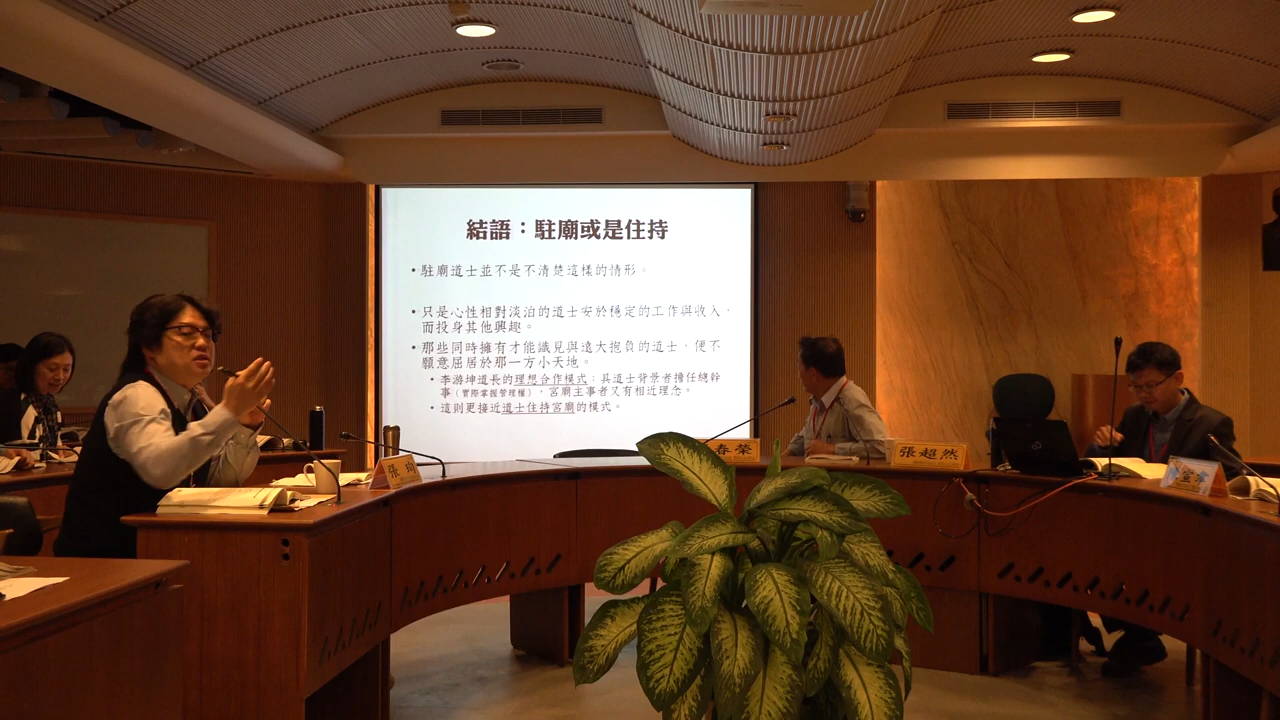 結語：駐廟或是住持
• 駐廟道士並不是不清楚這樣的情形。
• 只是心性相對淡泊的道士安於穩定的工作與收入，
而投身其他興趣。
• 那些同時擁有才能識見與遠大抱負的道士，便不
願意屈居於那一方小天地。
• 李游坤道長的理想合作模式：具道士背景者擔任總幹
事（實際掌握管理權），宮廟主事者又有相近理念。
• 這則更接近道士住持宮廟的模式。
張
春榮
張超然